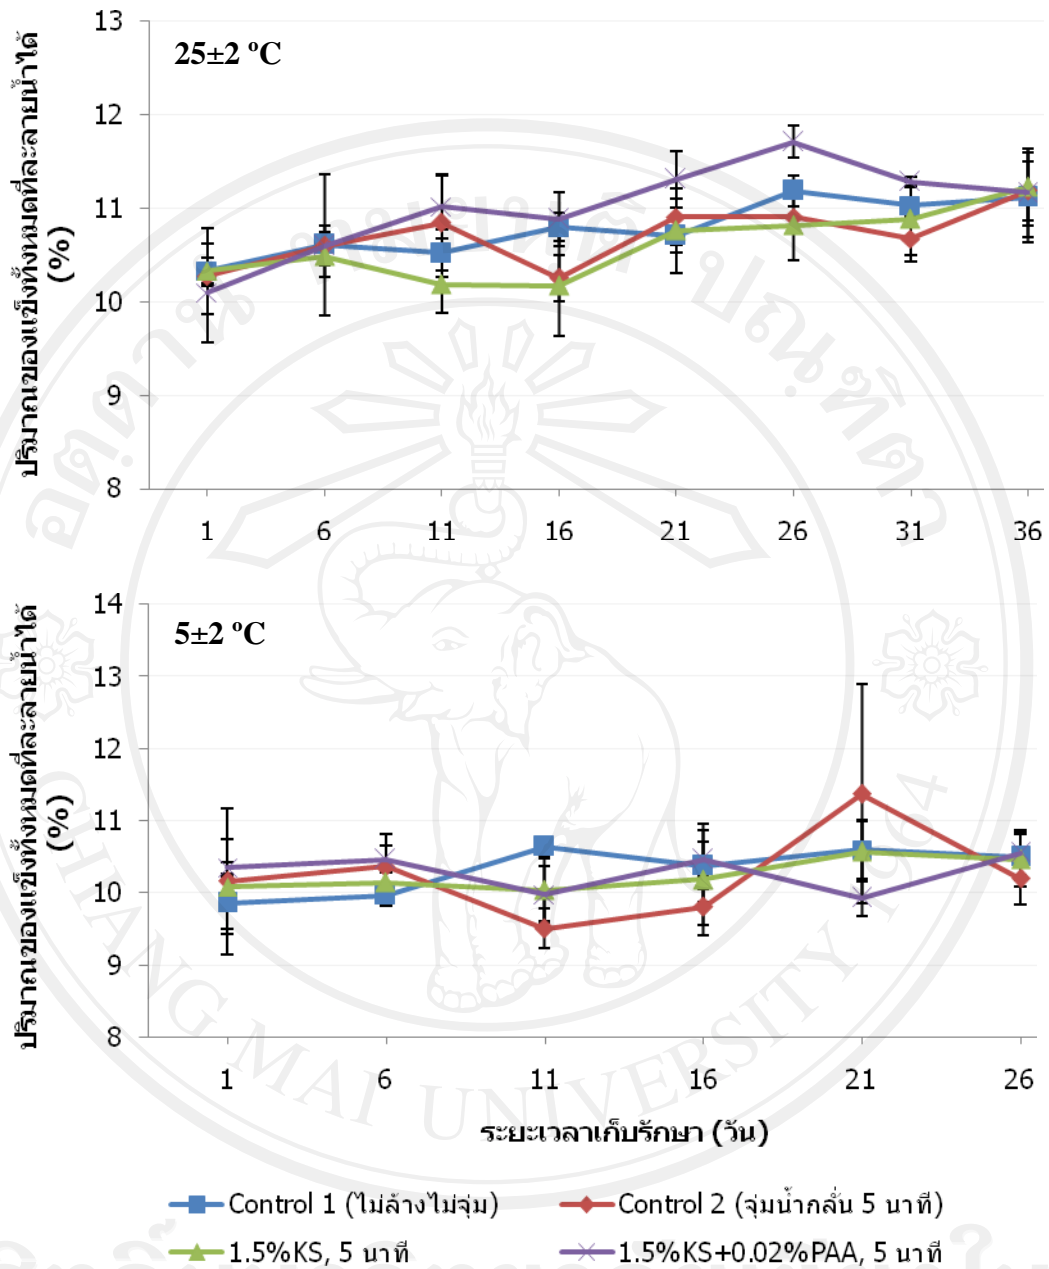 25±2 ºC
ปริมาณของแข็งทั้งหมดที่ละลายน้ำได้
(%)
13
12
11
10
9
8
1 6 11 16 21 26 31 36
5±2 ºC
ปริมาณของแข็งทั้งหมดที่ละลายน้ำได้
(%)
14
13
12
11
10
9
8
1 6 11 16 21 26
ระยะเวลาเก็บรักษา (วัน)
Control 1 (ไม่ล้างไม่จุ่ม)
Control 2 (จุ่มน้ำกลั่น 5 นาที)
1.5%KS, 5 นาที
1.5%KS+0.02%PAA, 5 นาที
CHIANG MAI UNIVERSITY 1964